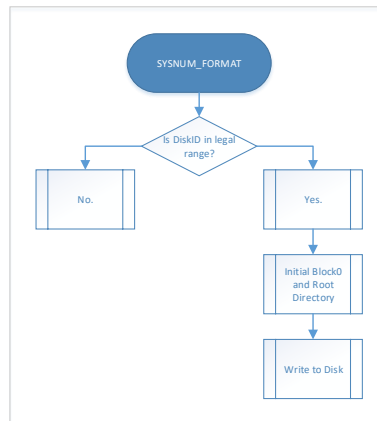 SYSNUM_FORMAT
Is DiskID in legal
range?
No.
Yes.
Initial Block0
and Root
Directory
Write to Disk